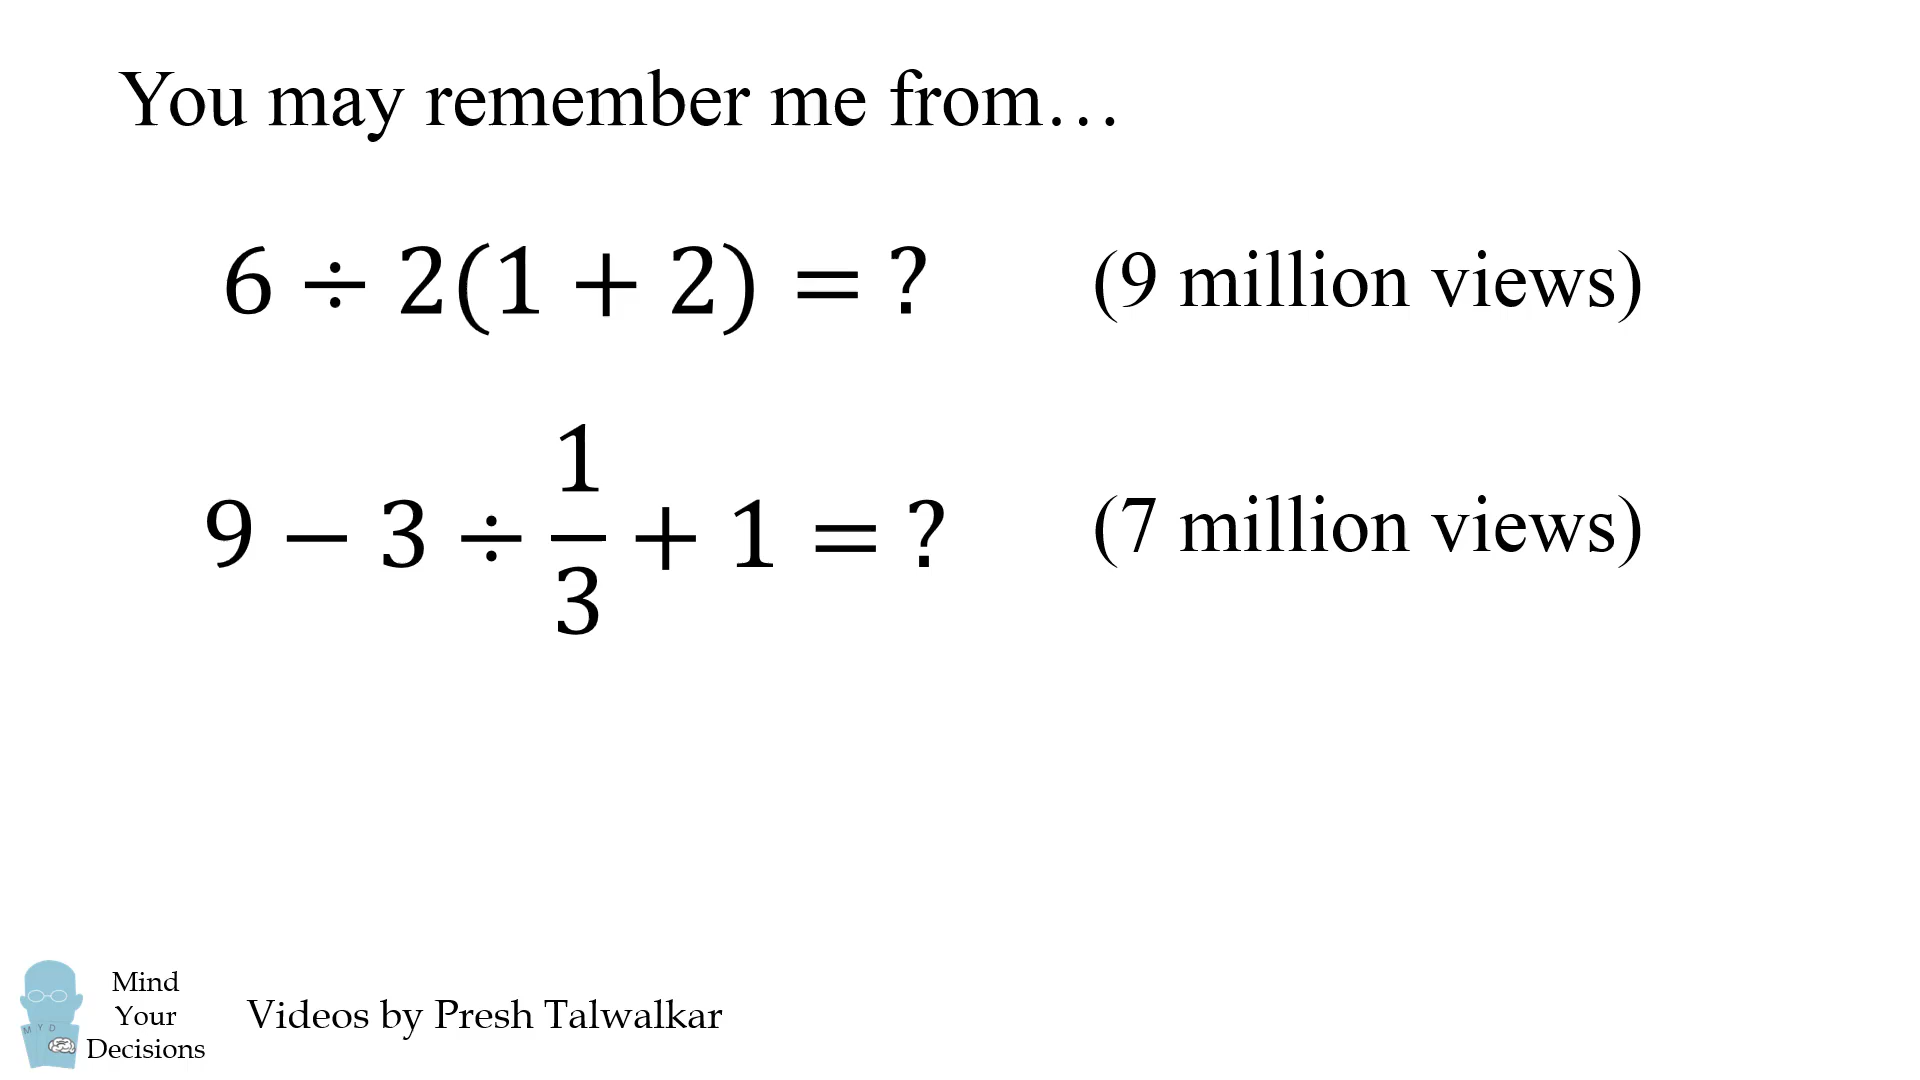 You may remember me from…
6 ÷ 2(1 + 2) = ? (9 million views)
9 − 3 ÷ 1/3 + 1 = ? (7 million views)
M Y D
Mind
Your
Decisions
Videos by Presh Talwalkar